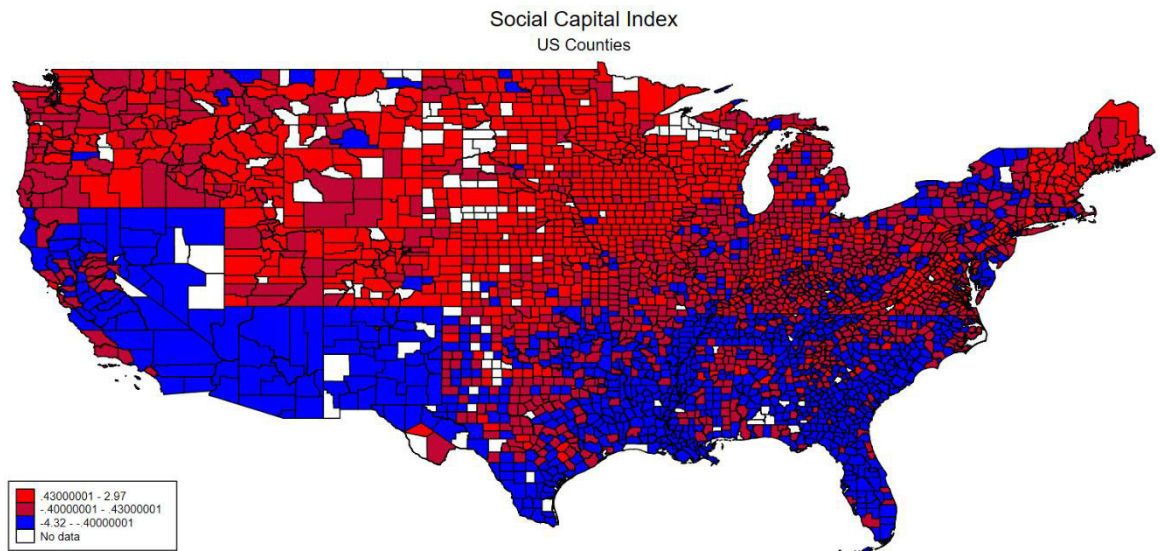 Social Capital Index
US Counties
.43000001 - 2.97
-.40000001 - .43000001
-4.32 - -.40000001
No data